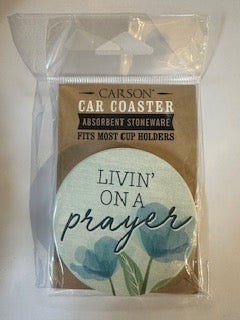 CARSON®
CAR COASTER
ABSORBENT STONEWARE
FITS MOST CUP HOLDERS
LIVIN'
ON A
prayer